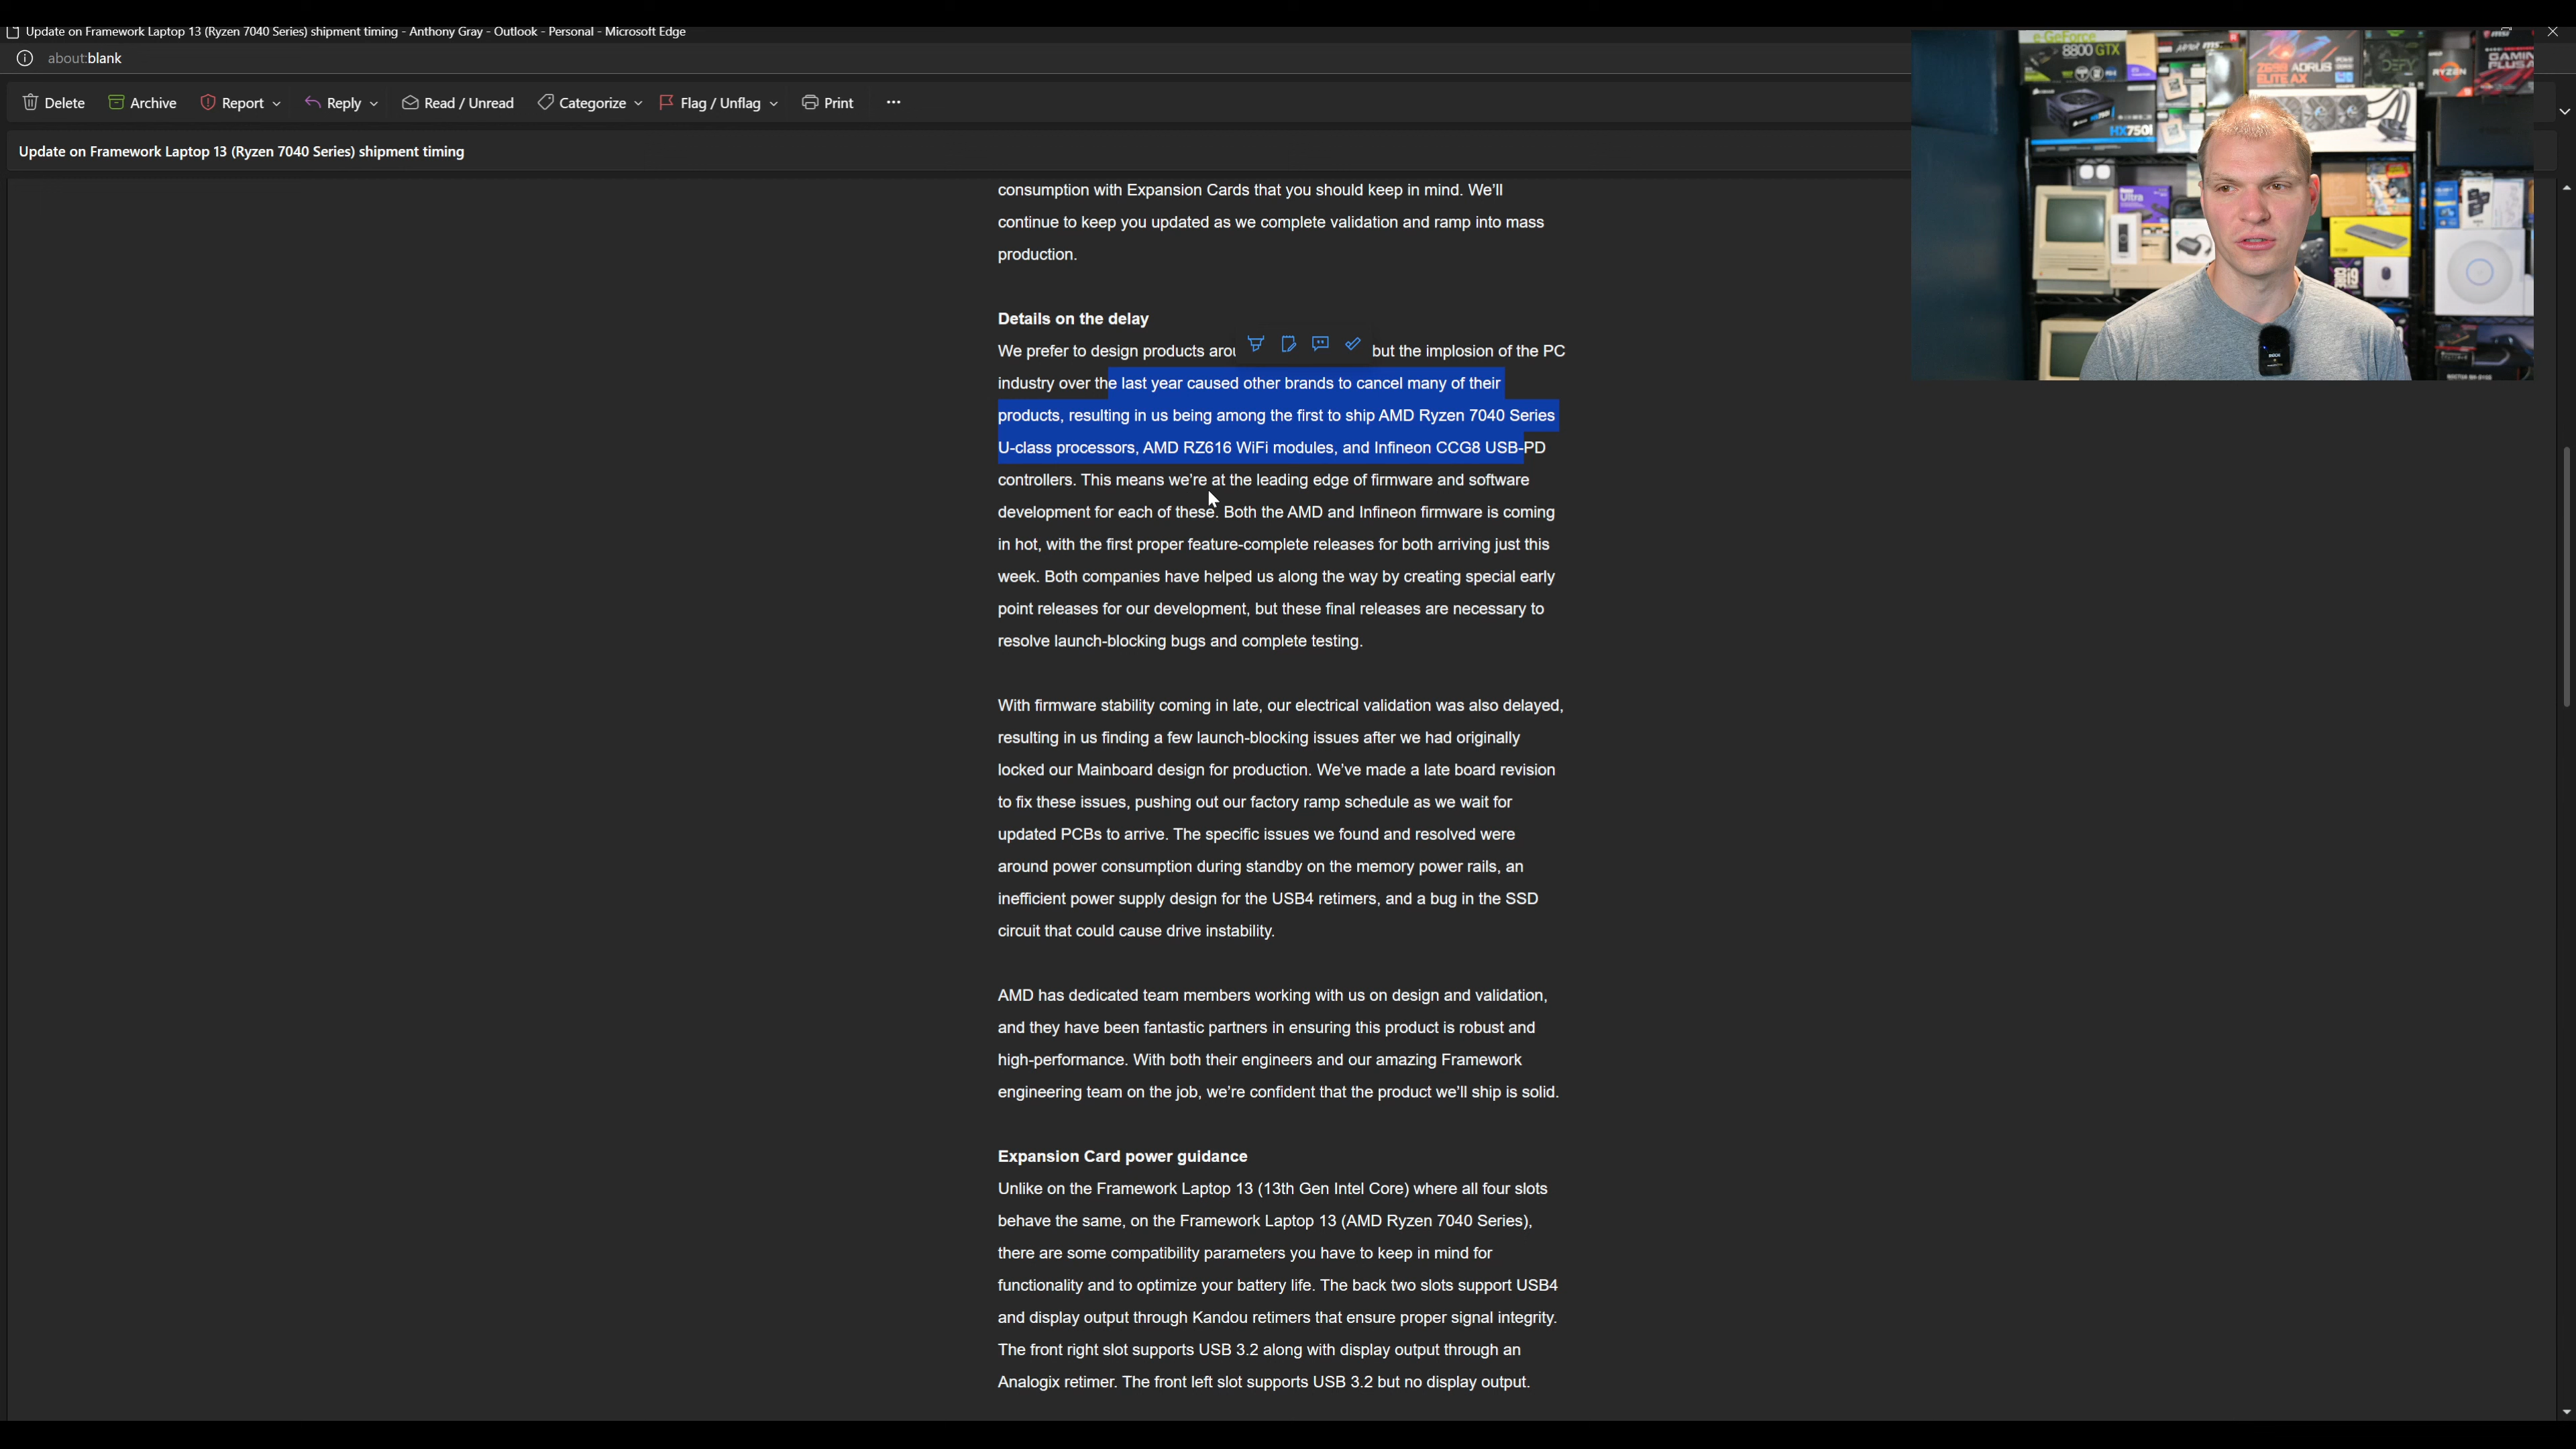 Update on Framework Laptop 13 (Ryzen 7040 Series) shipment timing - Anthony Gray - Outlook - Personal - Microsoft Edge
about:blank
Delete Archive Report Reply Read / Unread Categorize Flag / Unflag Print ...
Update on Framework Laptop 13 (Ryzen 7040 Series) shipment timing
consumption with Expansion Cards that you should keep in mind. We’ll
continue to keep you updated as we complete validation and ramp into mass
production.
Details on the delay
We prefer to design products arou but the implosion of the PC
industry over the last year caused other brands to cancel many of their
products, resulting in us being among the first to ship AMD Ryzen 7040 Series
U-class processors, AMD RZ616 WiFi modules, and Infineon CCG8 USB-PD
controllers. This means we’re at the leading edge of firmware and software
development for each of these. Both the AMD and Infineon firmware is coming
in hot, with the first proper feature-complete releases for both arriving just this
week. Both companies have helped us along the way by creating special early
point releases for our development, but these final releases are necessary to
resolve launch-blocking bugs and complete testing.
With firmware stability coming in late, our electrical validation was also delayed,
resulting in us finding a few launch-blocking issues after we had originally
locked our Mainboard design for production. We’ve made a late board revision
to fix these issues, pushing out our factory ramp schedule as we wait for
updated PCBs to arrive. The specific issues we found and resolved were
around power consumption during standby on the memory power rails, an
inefficient power supply design for the USB4 retimers, and a bug in the SSD
circuit that could cause drive instability.
AMD has dedicated team members working with us on design and validation,
and they have been fantastic partners in ensuring this product is robust and
high-performance. With both their engineers and our amazing Framework
engineering team on the job, we’re confident that the product we’ll ship is solid.
Expansion Card power guidance
Unlike on the Framework Laptop 13 (13th Gen Intel Core) where all four slots
behave the same, on the Framework Laptop 13 (AMD Ryzen 7040 Series),
there are some compatibility parameters you have to keep in mind for
functionality and to optimize your battery life. The back two slots support USB4
and display output through Kandou retimers that ensure proper signal integrity.
The front right slot supports USB 3.2 along with display output through an
Analogix retimer. The front left slot supports USB 3.2 but no display output.
e-GeForce
8800 GTX
Z690 AORUS
ELITE AX
RYZEN
HX750i
Ultra